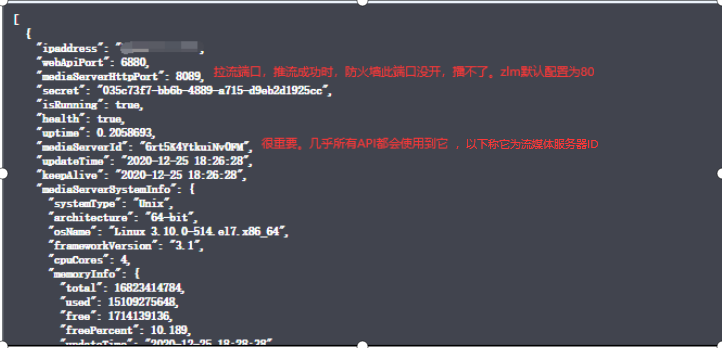 [
{
"ipaddress": " ",
"webApiPort": 6880,
"mediaServerHttpPort": 8089, 拉流端口，推流成功时，防火墙此端口没开，播不了。zlm默认配置为80
"secret": "035c73f7-bb6b-4889-a715-d9eb2d1925cc",
"isRunning": true,
"health": true,
"uptime": 0.2058693,
"mediaServerId": "6rt5K4YtkuiNvOFM", 很重要。几乎所有API都会使用到它 ，以下称它为流媒体服务器ID
"updateTime": "2020-12-25 18:26:28",
"keepAlive": "2020-12-25 18:26:28",
"mediaServerSystemInfo": {
"systemType": "Unix",
"architecture": "64-bit",
"osName": "Linux 3.10.0-514.el7.x86_64",
"frameworkVersion": "3.1",
"cpuCores": 4,
"memoryInfo": {
"total": 16823414784,
"used": 15109275648,
"free": 1714139136,
"freePercent": 10.189,
"updateTime": "2020-12-25 18:28:38"